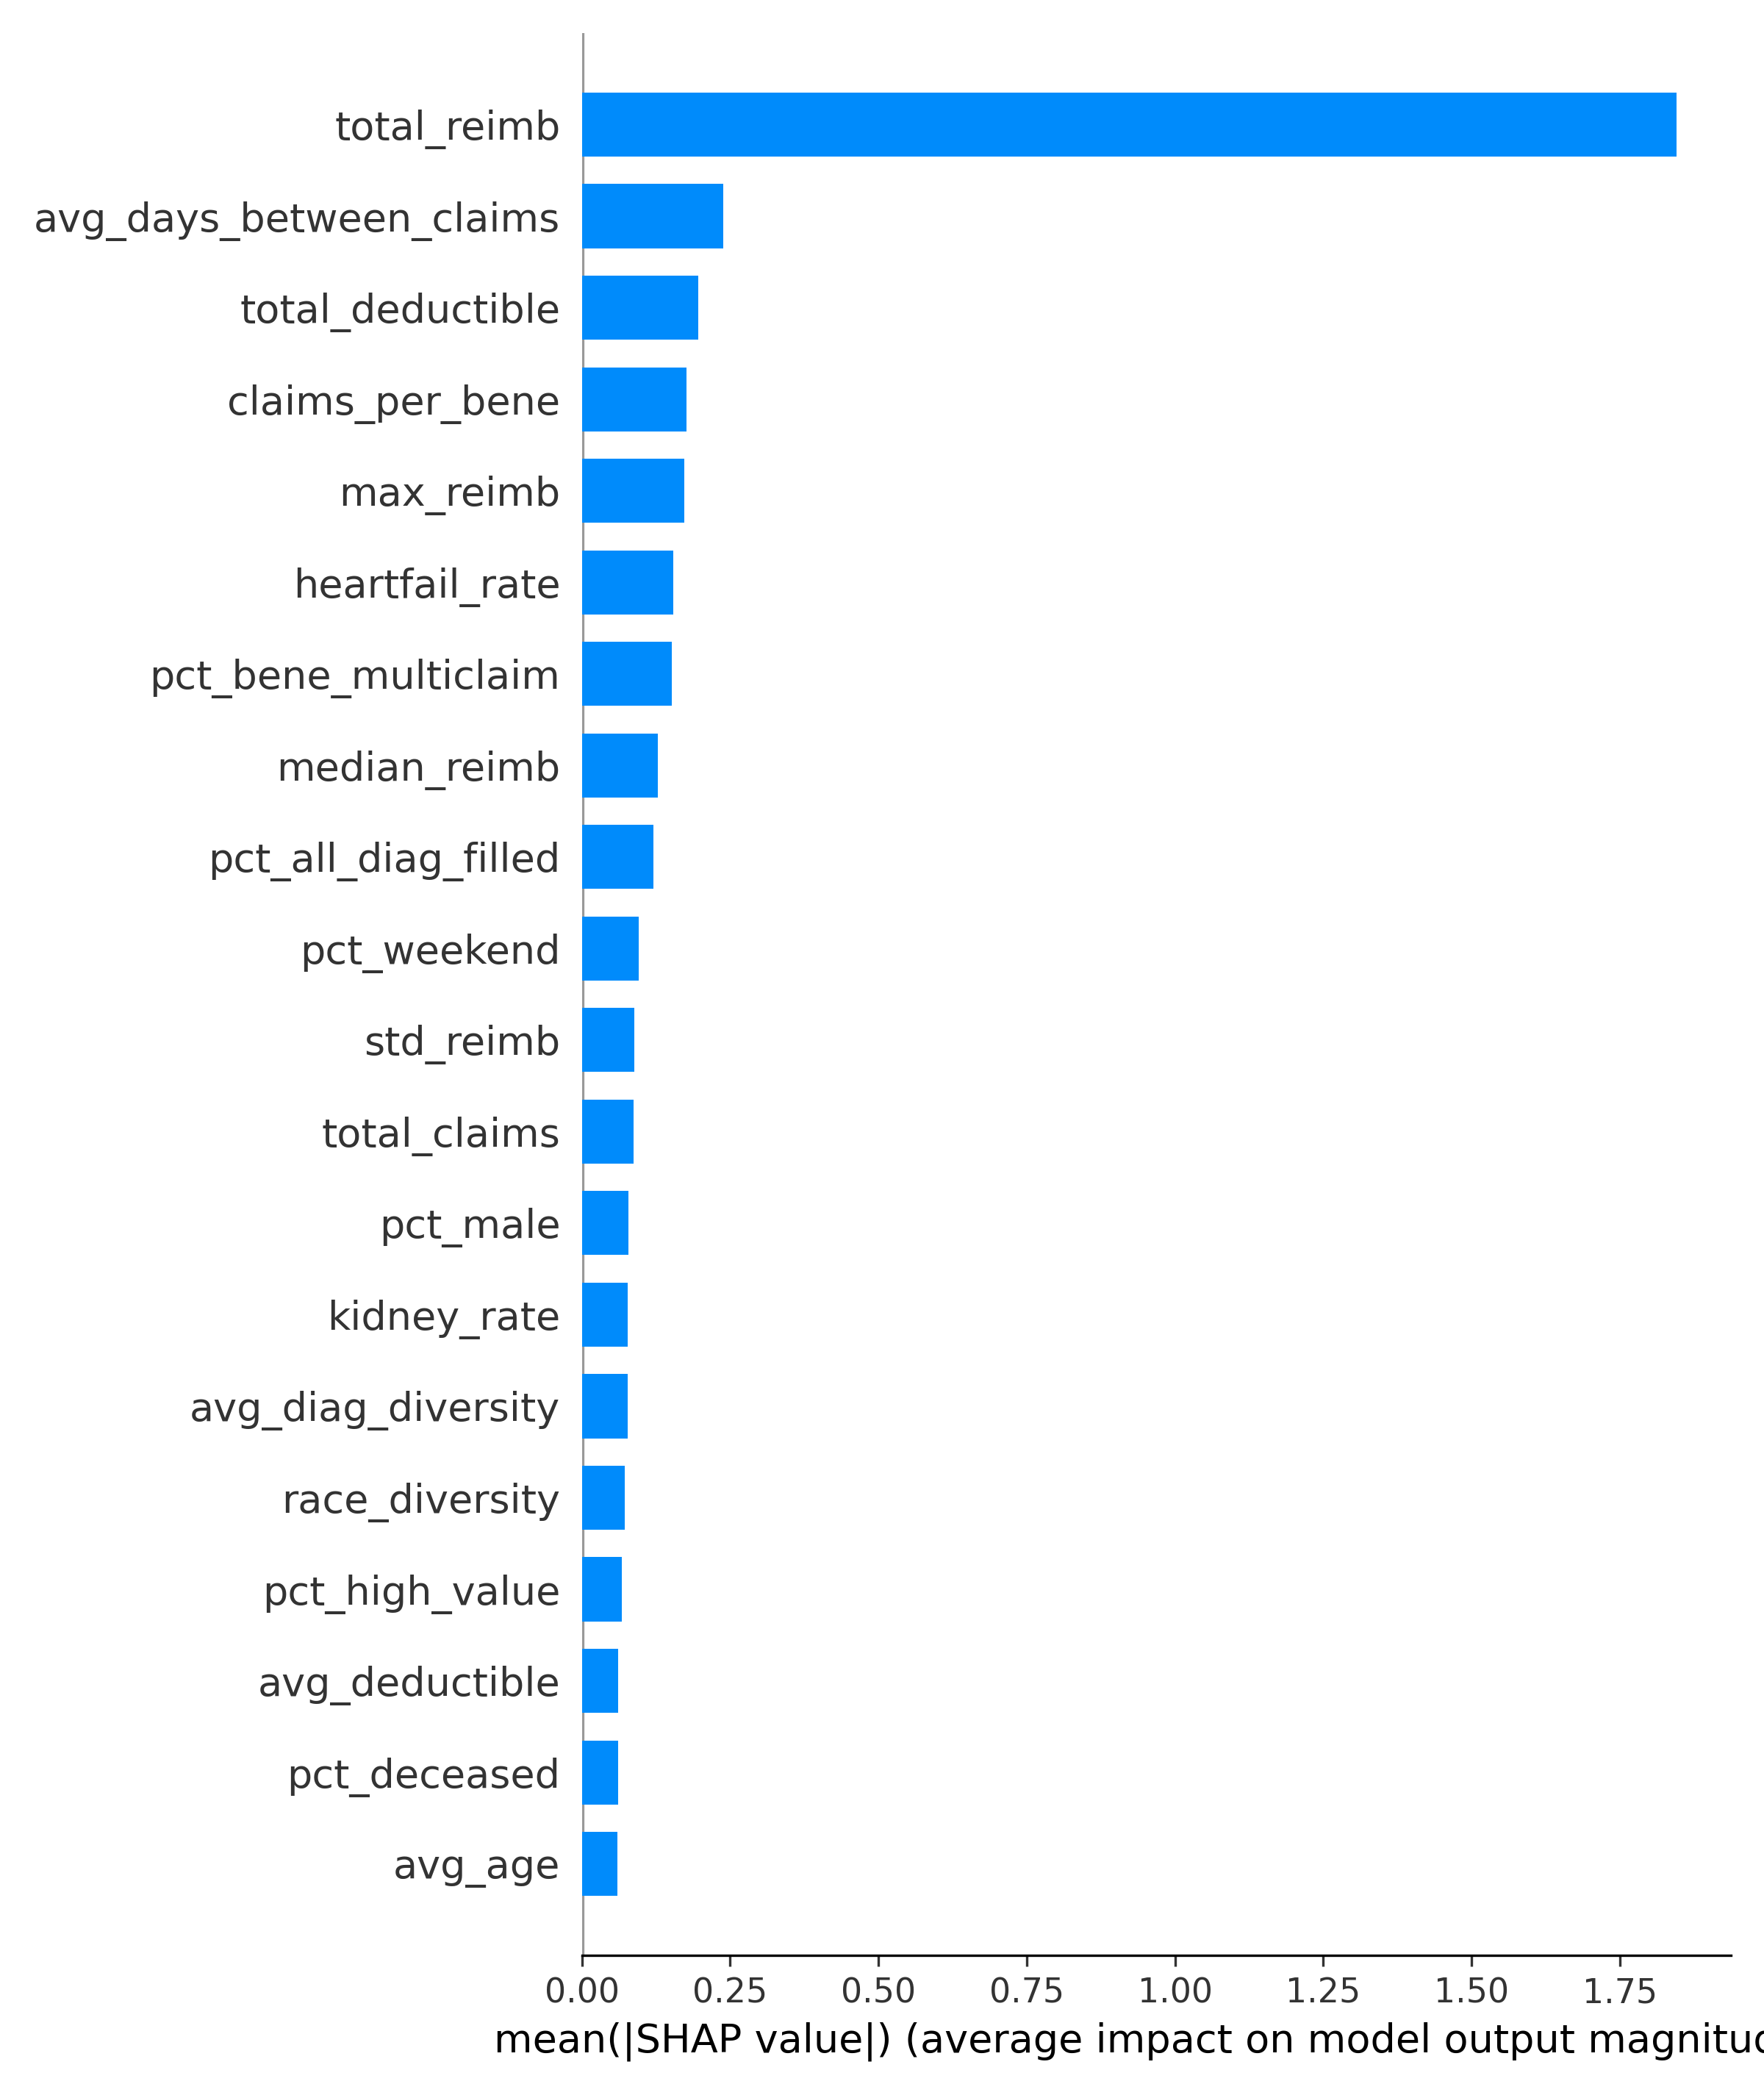 total_reimb
avg_days_between_claims
total_deductible
claims_per_bene
max_reimb
heartfail_rate
pct_bene_multiclaim
median_reimb
pct_all_diag_filled
pct_weekend
std_reimb
total_claims
pct_male
kidney_rate
avg_diag_diversity
race_diversity
pct_high_value
avg_deductible
pct_deceased
avg_age
0.00 0.25 0.50 0.75 1.00 1.25 1.50 1.75
mean(|SHAP value|) (average impact on model output